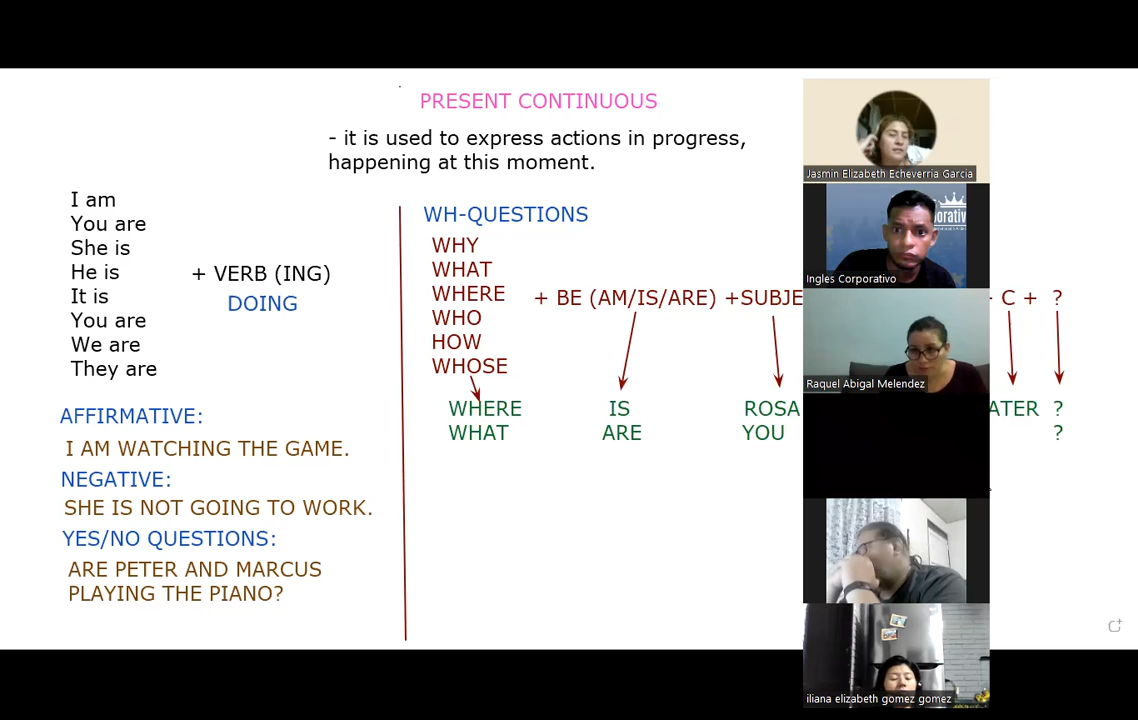 PRESENT CONTINUOUS
- it is used to express actions in progress,
happening at this moment.
I am
You are
She is
He is
It is
You are
We are
They are
+ VERB (ING)
DOING
AFFIRMATIVE:
I AM WATCHING THE GAME.
NEGATIVE:
SHE IS NOT GOING TO WORK.
YES/NO QUESTIONS:
ARE PETER AND MARCUS
PLAYING THE PIANO?
WH-QUESTIONS
WHY
WHAT
WHERE
WHO
HOW
WHOSE
+ BE (AM/IS/ARE) +SUBJE
C + ?
WHERE IS ROSA ATER ?
WHAT ARE YOU ?
Jasmin Elizabeth Echeverria Garcia
orativ
Ingles Corporativo
Raquel Abigal Melendez
iliana elizabeth gomez gomez